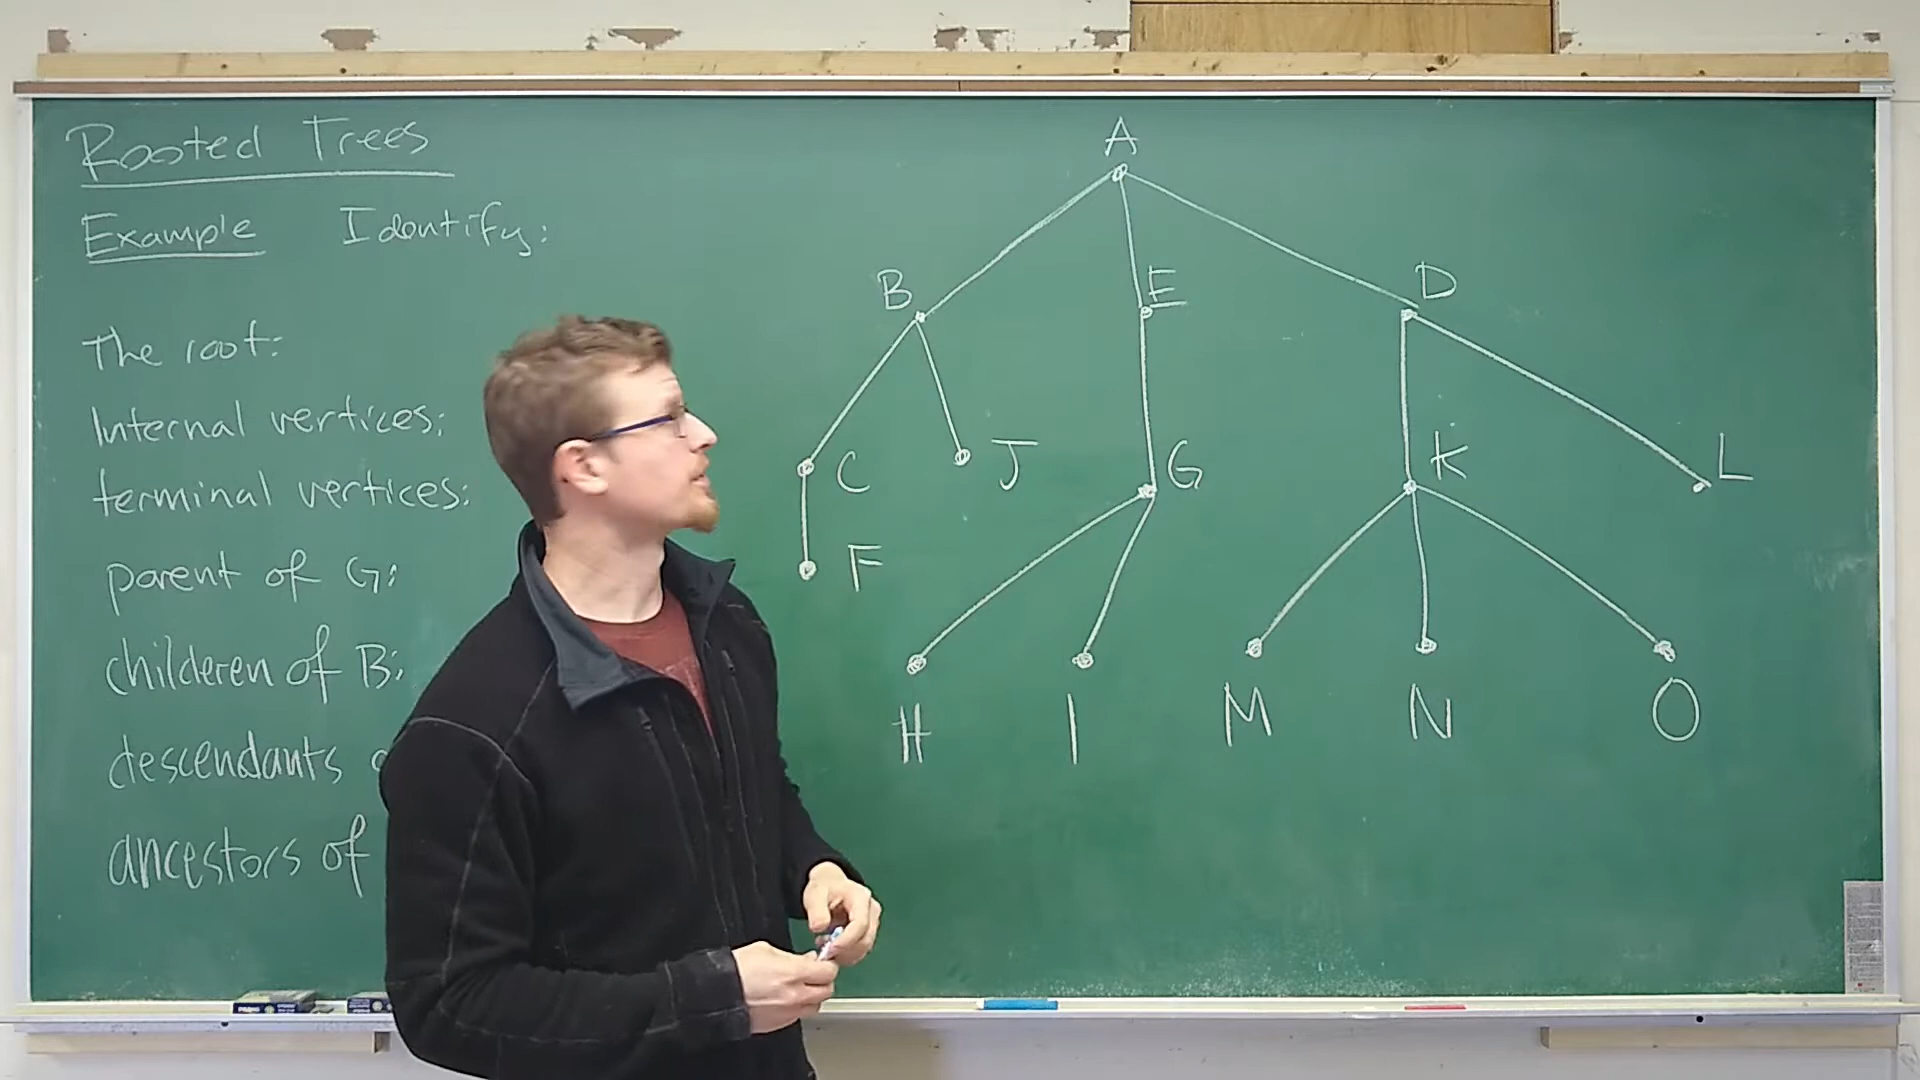 Rooted Trees
Example Identify:
The root:
Internal vertices:
terminal vertices:
parent of G:
childeren of B:
descendants
ancestors of
A
B E D
C J G K L
F
H I M N O